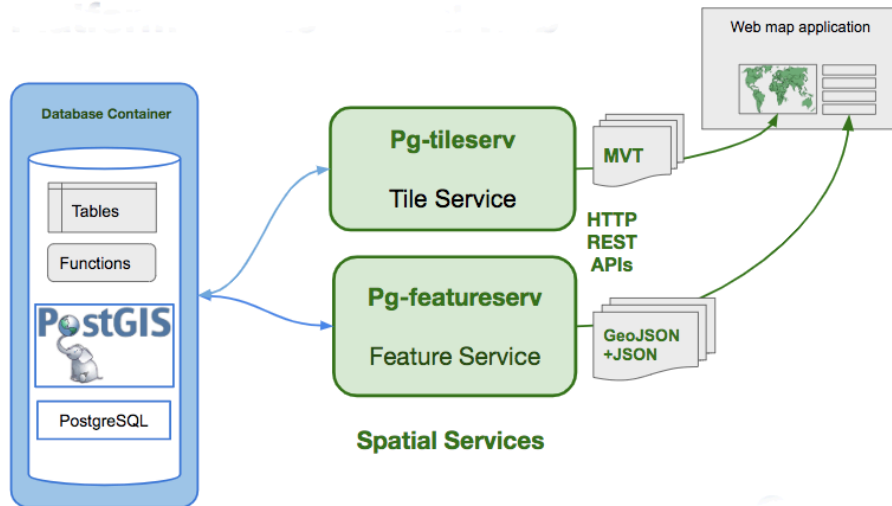 Web map application
Database Container
Tables
Functions
PostGIS
PostgreSQL
Pg-tileserv
Tile Service
MVT
HTTP
REST
APIs
Pg-featureserv
Feature Service
GeoJSON
+JSON
Spatial Services